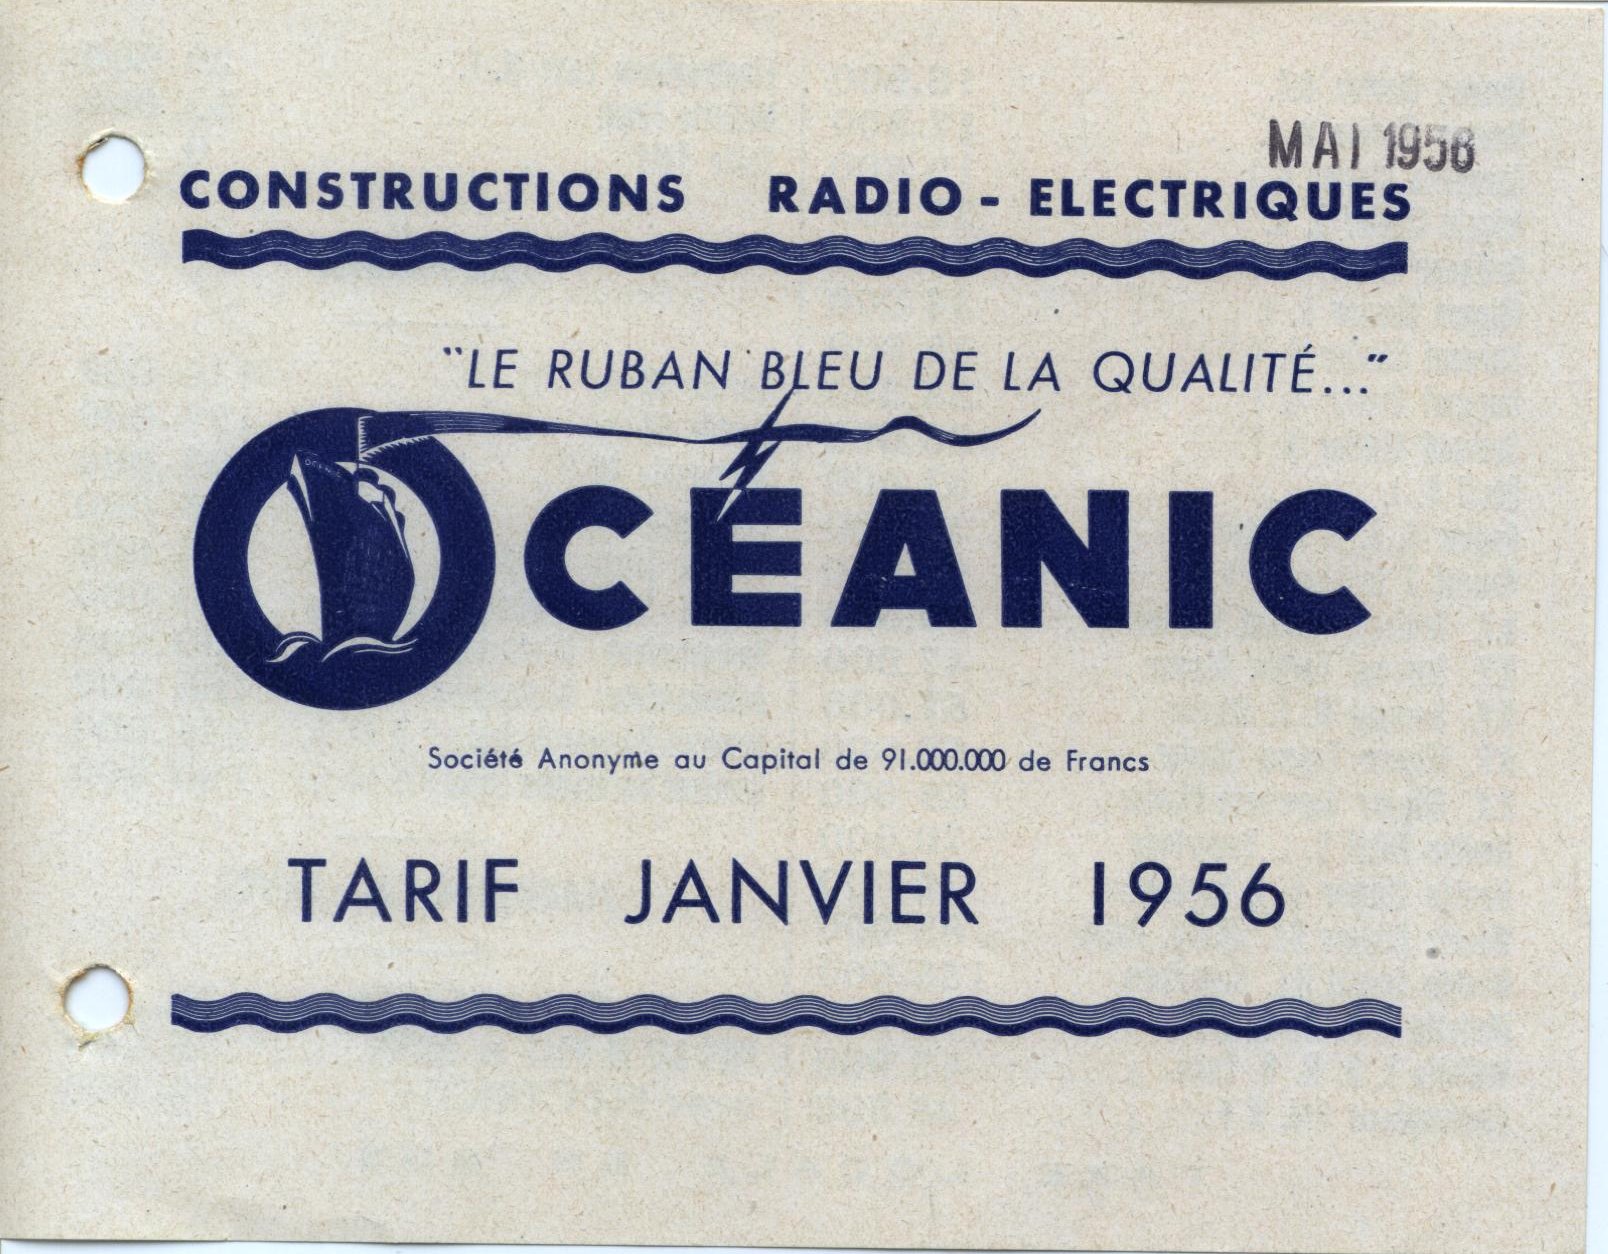 MAI 1956
CONSTRUCTIONS RADIO - ELECTRIQUES
"LE RUBAN BLEU DE LA QUALITÉ..."
OCÉANIC
Société Anonyme au Capital de 91.000.000 de Francs
TARIF JANVIER 1956